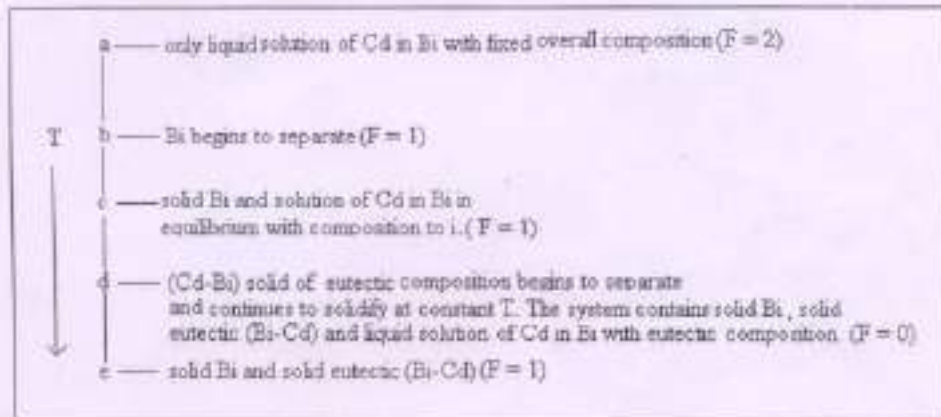 a — only liquid solution of Cd in Bi with fixed overall composition (F = 2)
T b — Bi begins to separate (F = 1)
c — solid Bi and solution of Cd in Bi in
equilibrium with composition to i. (F = 1)
d — (Cd-Bi) solid of eutectic composition begins to separate
and continues to solidify at constant T. The system contains solid Bi, solid
eutectic (Bi-Cd) and liquid solution of Cd in Bi with eutectic composition. (F = 0)
e — solid Bi and solid eutectic (Bi-Cd) (F = 1)